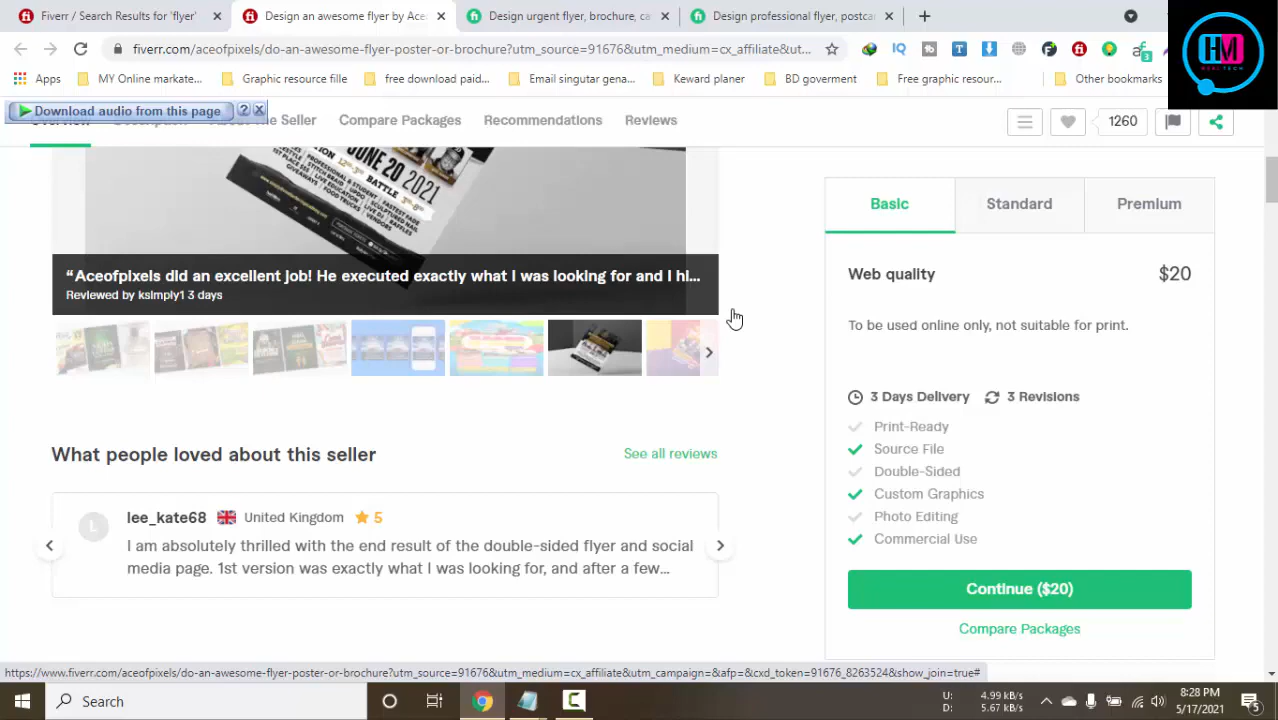 Fiverr / Search Results for 'flyer'
Design an awesome flyer by Aces
Design urgent flyer, brochure, ca
Design professional flyer, postca
fiverr.com/aceofpixels/do-an-awesome-flyer-poster-or-brochure?utm_source=91676&utm_medium=cx_affiliate&ut...
Apps
MY Online markate...
Graphic resource fille
free download paid...
Email singutar gena...
Keward planer
BD goverment
Free graphic resour...
Other bookmarks
HM
Download audio from this page
Overview
The Seller
Compare Packages
Recommendations
Reviews
1260
JUNE 20 2021
BATTLE
“Aceofpixels did an excellent job! He executed exactly what I was looking for and I hi...
Reviewed by ksimply1 3 days
What people loved about this seller
See all reviews
L
lee_kate68
United Kingdom
5
I am absolutely thrilled with the end result of the double-sided flyer and social
media page. 1st version was exactly what I was looking for, and after a few...
Basic
Standard
Premium
Web quality
$20
To be used online only, not suitable for print.
3 Days Delivery
3 Revisions
Print-Ready
Source File
Double-Sided
Custom Graphics
Photo Editing
Commercial Use
Continue ($20)
Compare Packages
https://www.fiverr.com/aceofpixels/do-an-awesome-flyer-poster-or-brochure?utm_source=91676&utm_medium=cx_affiliate&utm_campaign=&afp=&cxd_token=91676_8263524&show_join=true#
Search
U: 4.99 kB/s
D: 5.67 kB/s
8:28 PM
5/17/2021
5